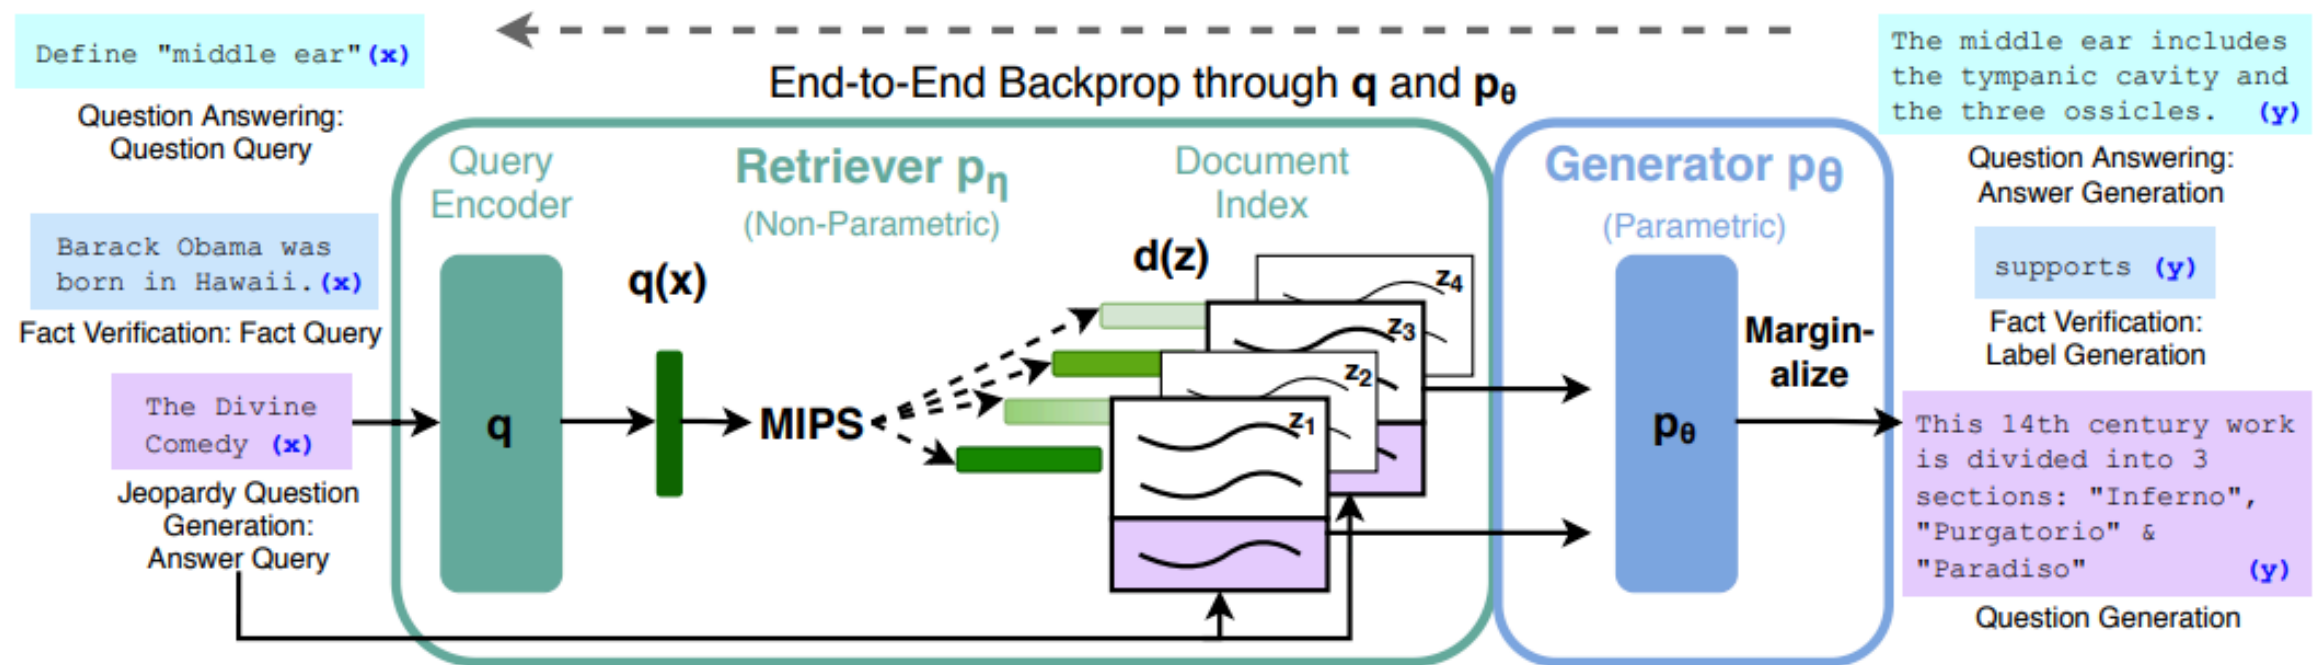 Define "middle ear" (x)
Question Answering:
Question Query
Barack Obama was
born in Hawaii. (x)
Fact Verification: Fact Query
The Divine
Comedy (x)
Jeopardy Question
Generation:
Answer Query
End-to-End Backprop through q and pθ
Query
Encoder
Retriever pη
(Non-Parametric)
Document
Index
q
q(x)
MIPS
d(z)
z4
z3
z2
z1
Generator pθ
(Parametric)
pθ
Margin-
alize
The middle ear includes
the tympanic cavity and
the three ossicles. (y)
Question Answering:
Answer Generation
supports (y)
Fact Verification:
Label Generation
This 14th century work
is divided into 3
sections: "Inferno",
"Purgatorio" &
"Paradiso" (y)
Question Generation